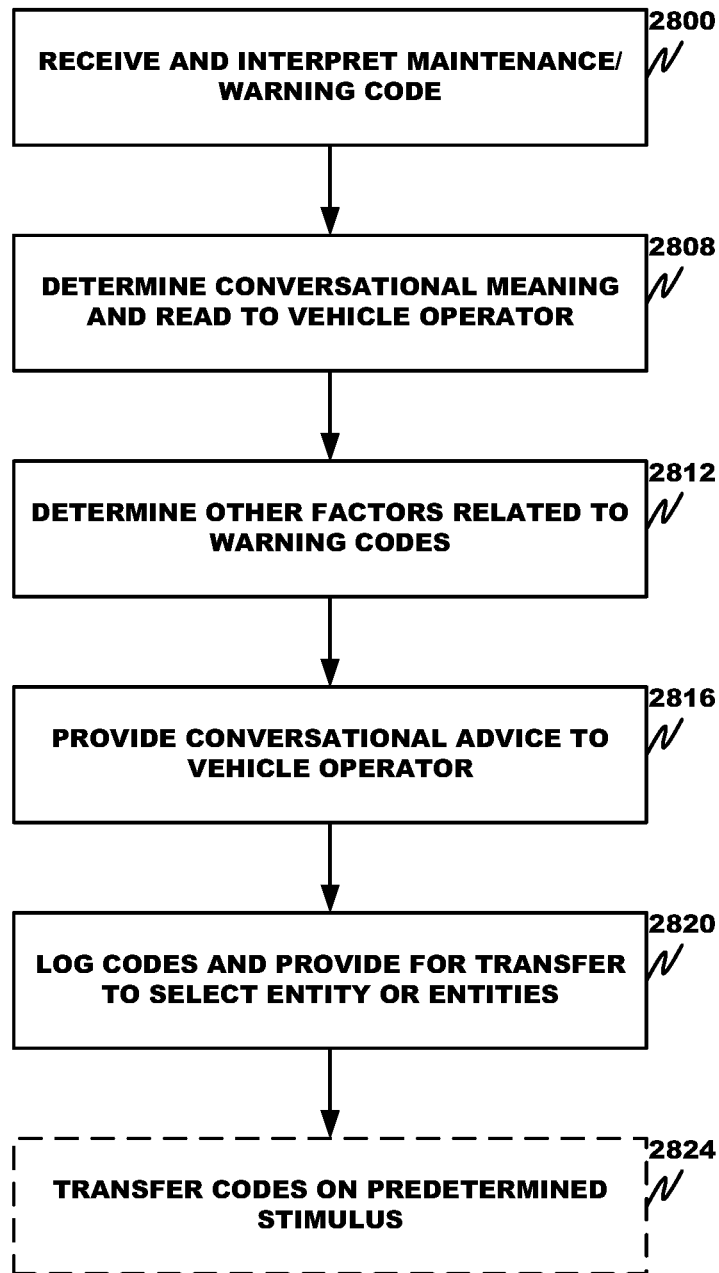 2800
RECEIVE AND INTERPRET MAINTENANCE/
WARNING CODE
2808
DETERMINE CONVERSATIONAL MEANING
AND READ TO VEHICLE OPERATOR
2812
DETERMINE OTHER FACTORS RELATED TO
WARNING CODES
2816
PROVIDE CONVERSATIONAL ADVICE TO
VEHICLE OPERATOR
2820
LOG CODES AND PROVIDE FOR TRANSFER
TO SELECT ENTITY OR ENTITIES
2824
TRANSFER CODES ON PREDETERMINED
STIMULUS